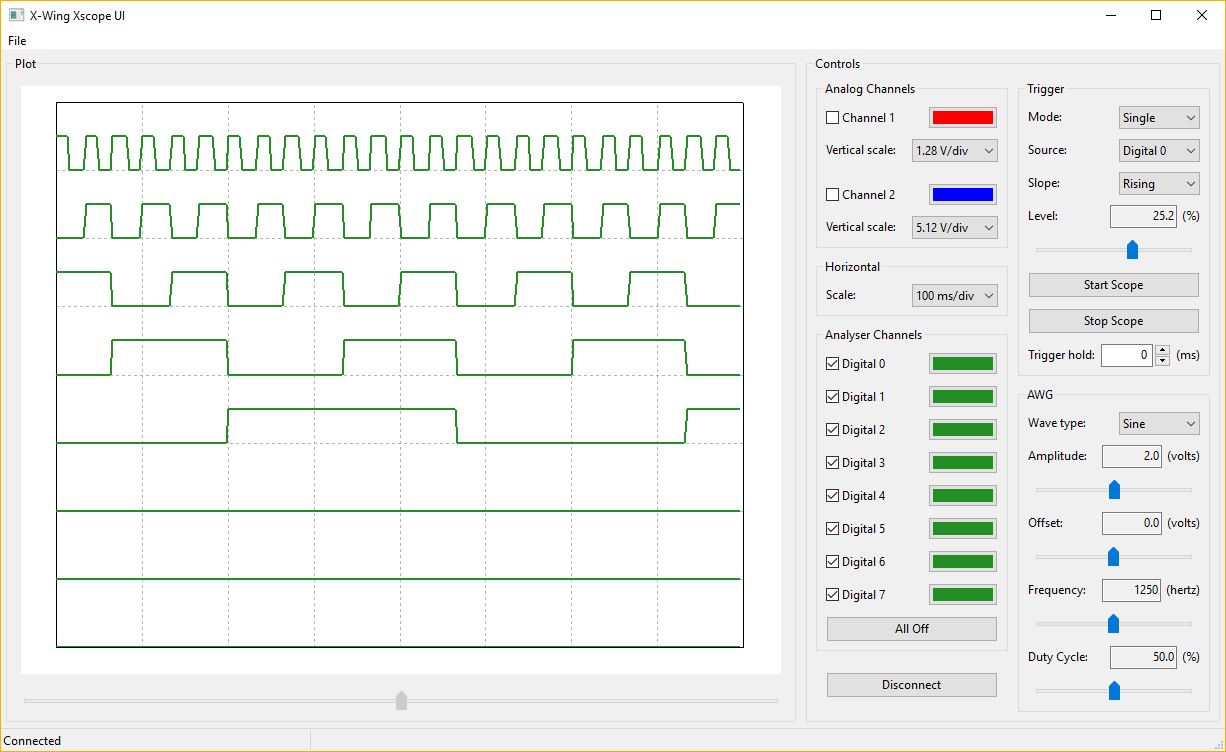 X-Wing Xscope UI
File
Plot
Controls
Analog Channels
Channel 1
Vertical scale: 1.28 V/div
Channel 2
Vertical scale: 5.12 V/div
Horizontal
Scale: 100 ms/div
Analyser Channels
Digital 0
Digital 1
Digital 2
Digital 3
Digital 4
Digital 5
Digital 6
Digital 7
All Off
Disconnect
Trigger
Mode: Single
Source: Digital 0
Slope: Rising
Level: 25.2 (%)
Start Scope
Stop Scope
Trigger hold: 0 (ms)
AWG
Wave type: Sine
Amplitude: 2.0 (volts)
Offset: 0.0 (volts)
Frequency: 1250 (hertz)
Duty Cycle: 50.0 (%)
Connected